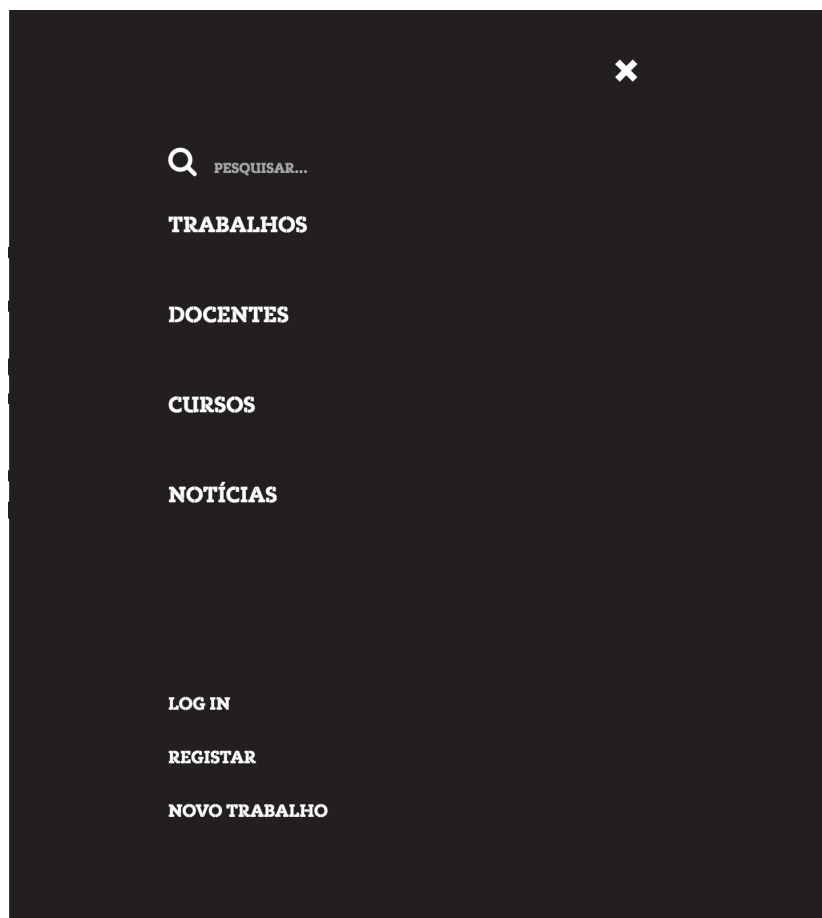 PESQUISAR...
TRABALHOS
DOCENTES
CURSOS
NOTÍCIAS
LOG IN
REGISTAR
NOVO TRABALHO